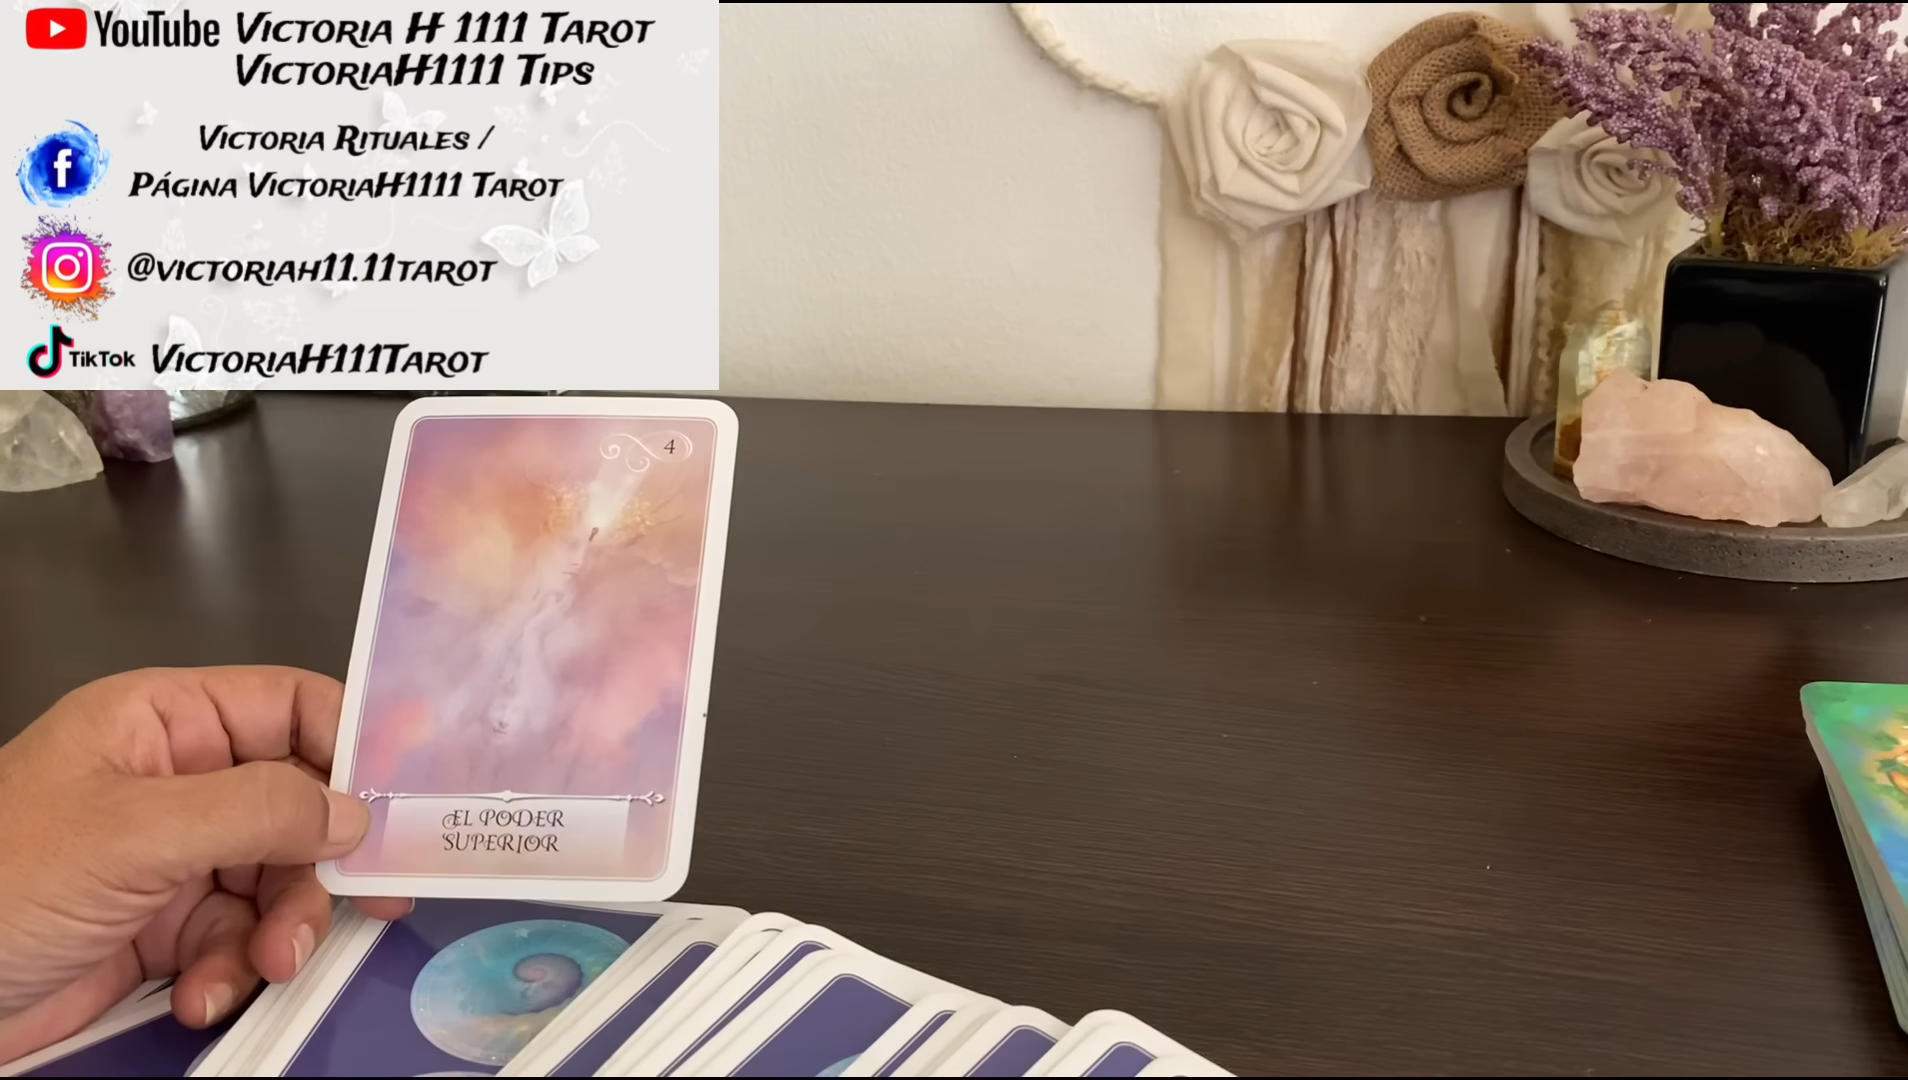 YouTube VICTORIA H 1111 TAROT
VICTORIAH1111 TIPS
VICTORIA RITUALES /
PÁGINA VICTORIAH1111 TAROT
@VICTORIAH11.11TAROT
TikTok VICTORIAH111TAROT
4
EL PODER
SUPERIOR